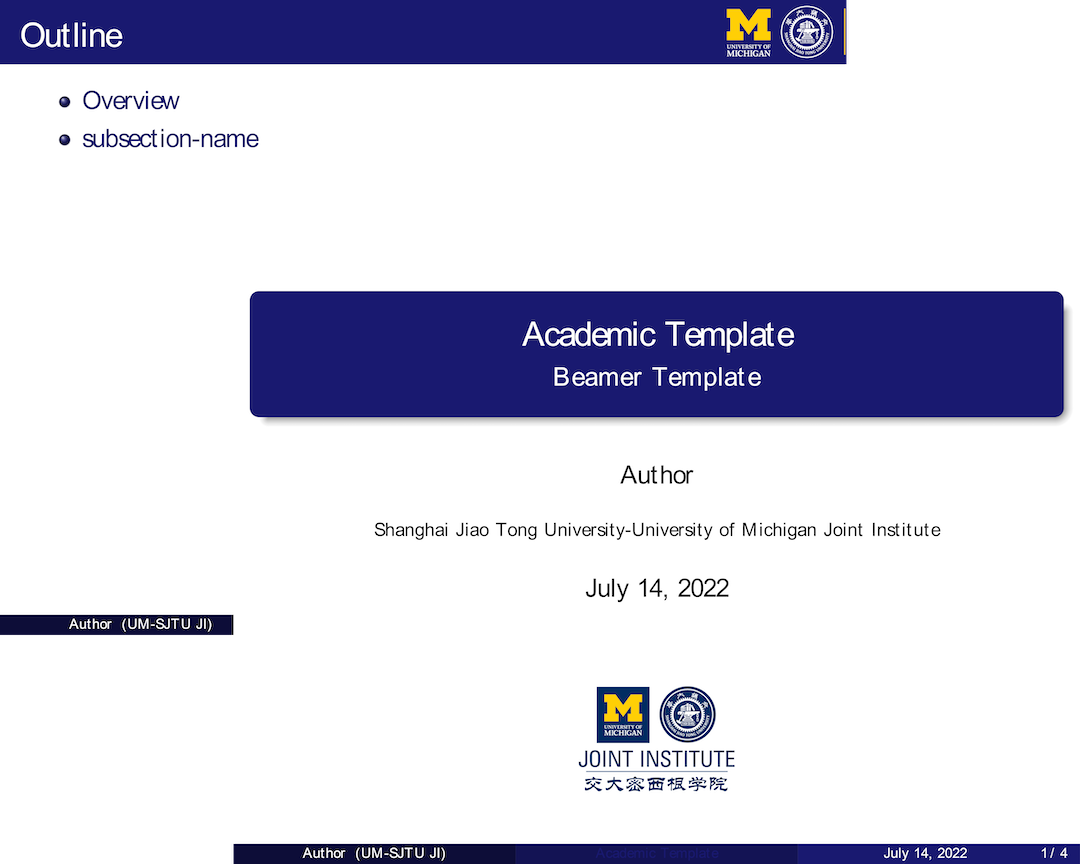 Outline
UNIVERSITY OF
MICHIGAN
Overview
subsection-name
Academic Template
Beamer Template
Author
Shanghai Jiao Tong University-University of Michigan Joint Institute
July 14, 2022
Author (UM-SJTU JI)
M
UNIVERSITY OF
MICHIGAN
JOINT INSTITUTE
交大密西根学院
Author (UM-SJTU JI) Academic Template July 14, 2022 1 / 4